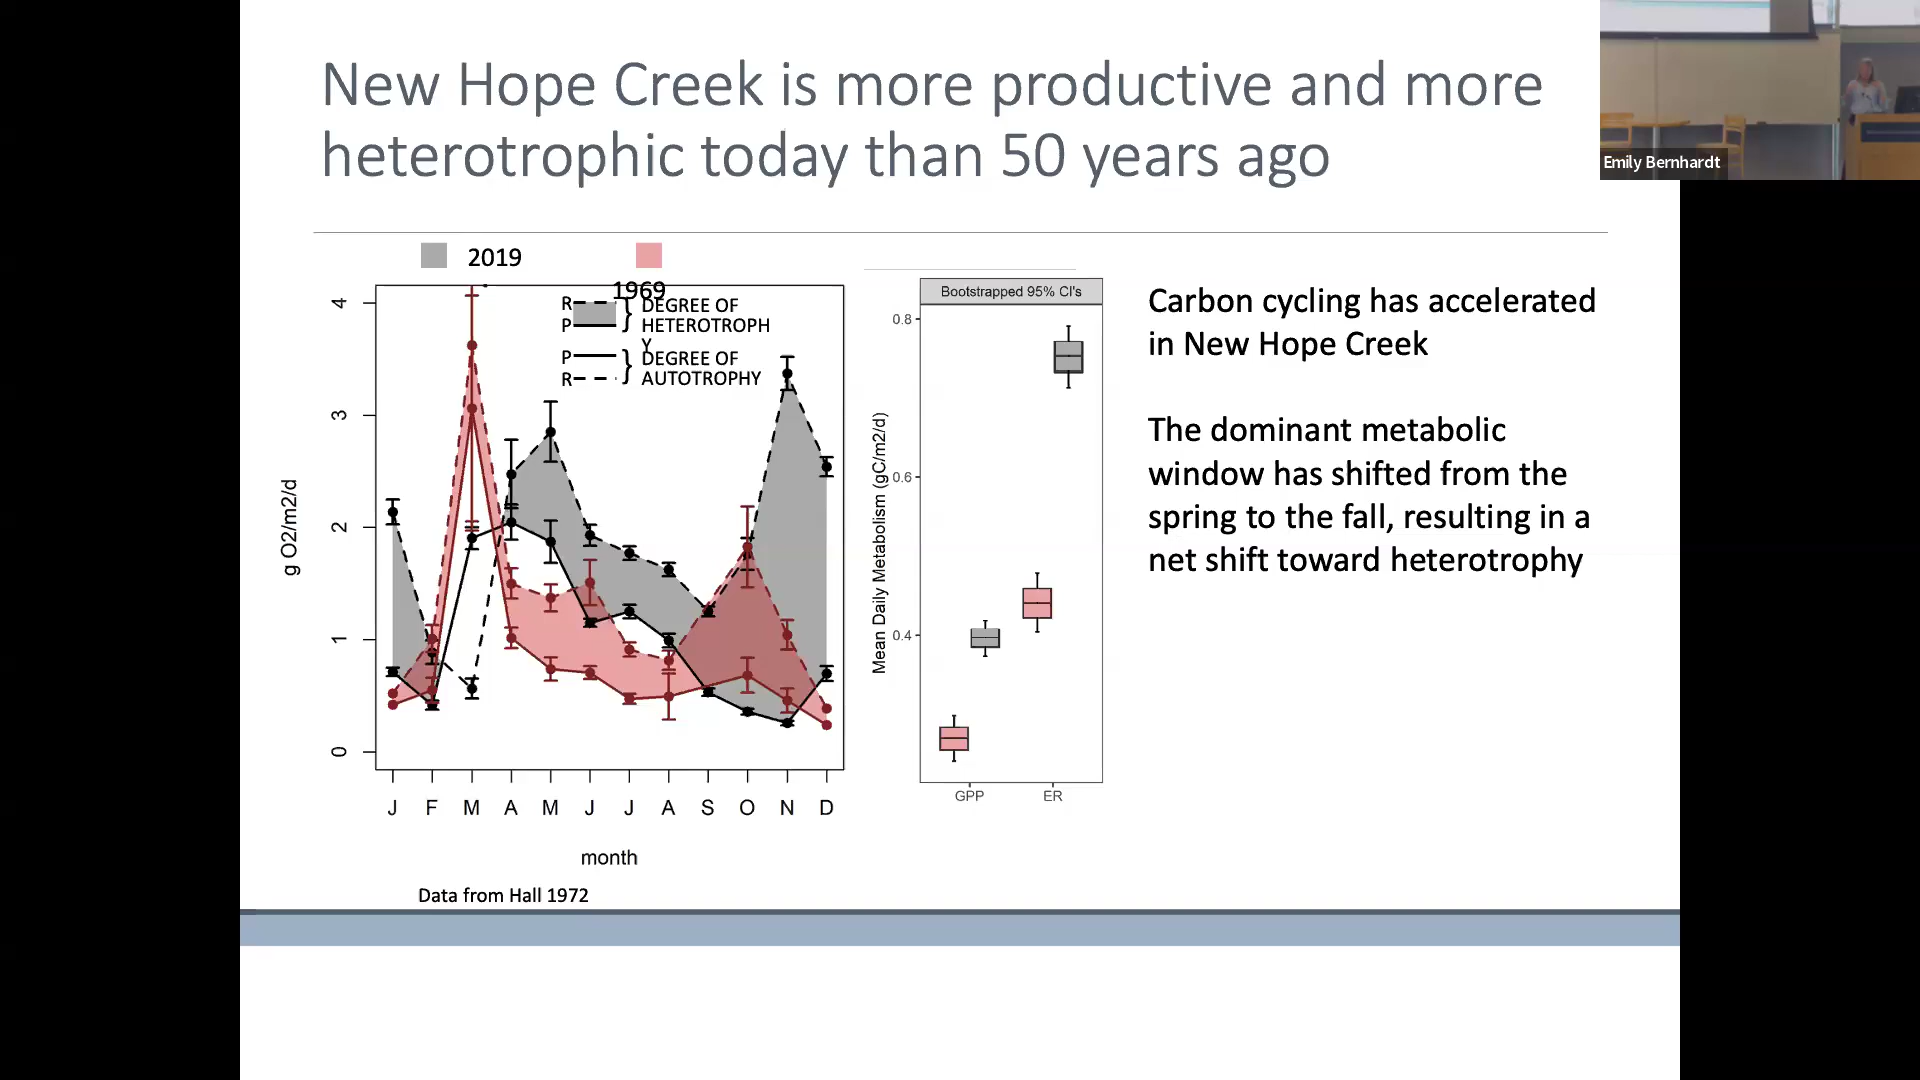 New Hope Creek is more productive and more
heterotrophic today than 50 years ago
Emily Bernhardt
2019
1969
R
P
DEGREE OF
HETEROTROPH
Y
P
R
DEGREE OF
AUTOTROPHY
g O2/m2/d
4
3
2
1
0
J F M A M J J A S O N D
month
Data from Hall 1972
Bootstrapped 95% CI's
Mean Daily Metabolism (gC/m2/d)
0.8
0.6
0.4
GPP ER
Carbon cycling has accelerated
in New Hope Creek
The dominant metabolic
window has shifted from the
spring to the fall, resulting in a
net shift toward heterotrophy